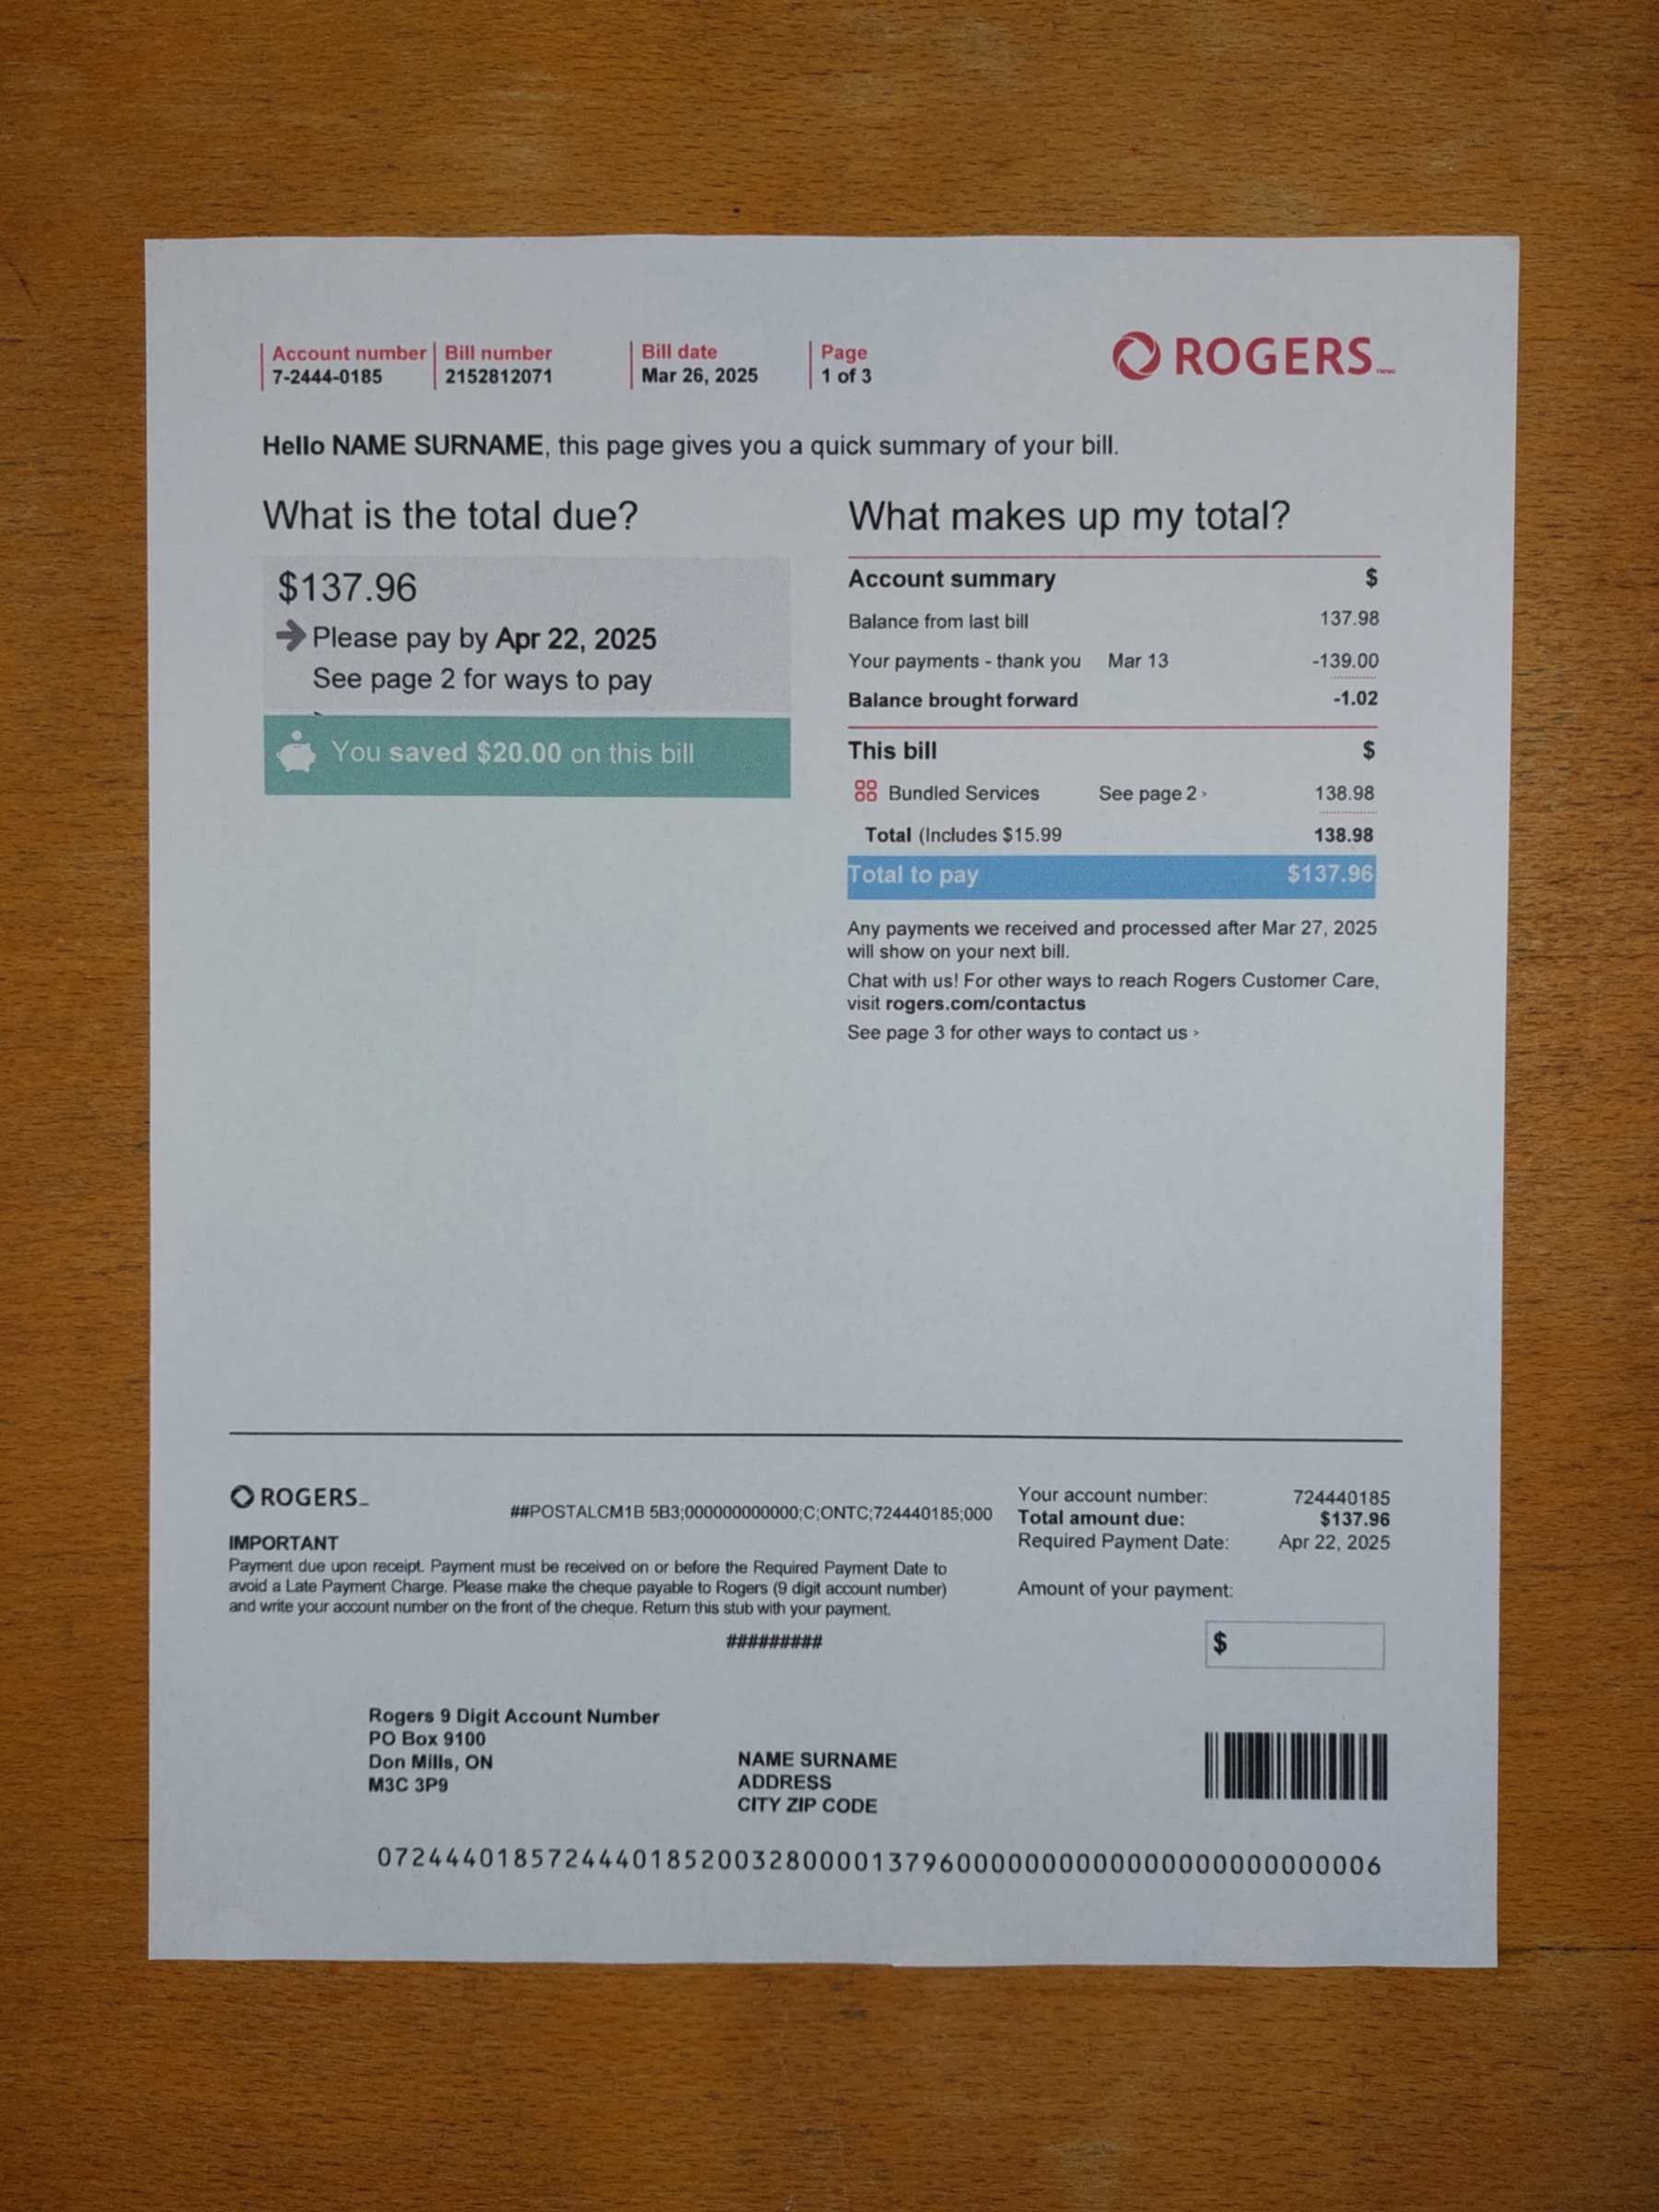 Account number Bill number Bill date Page
7-2444-0185 2152812071 Mar 26, 2025 1 of 3
ROGERS
Hello NAME SURNAME, this page gives you a quick summary of your bill.
What is the total due?
$137.96
Please pay by Apr 22, 2025
See page 2 for ways to pay
You saved $20.00 on this bill
What makes up my total?
Account summary $
Balance from last bill 137.98
Your payments - thank you Mar 13 -139.00
Balance brought forward -1.02
This bill $
Bundled Services See page 2 > 138.98
Total (Includes $15.99 138.98
Total to pay $137.96
Any payments we received and processed after Mar 27, 2025
will show on your next bill.
Chat with us! For other ways to reach Rogers Customer Care,
visit rogers.com/contactus
See page 3 for other ways to contact us >
ROGERS
##POSTALCM1B 5B3;000000000000;C;ONTC;724440185;000
IMPORTANT
Payment due upon receipt. Payment must be received on or before the Required Payment Date to
avoid a Late Payment Charge. Please make the cheque payable to Rogers (9 digit account number)
and write your account number on the front of the cheque. Return this stub with your payment.
#########
Your account number: 724440185
Total amount due: $137.96
Required Payment Date: Apr 22, 2025
Amount of your payment:
$
Rogers 9 Digit Account Number
PO Box 9100
Don Mills, ON
M3C 3P9
NAME SURNAME
ADDRESS
CITY ZIP CODE